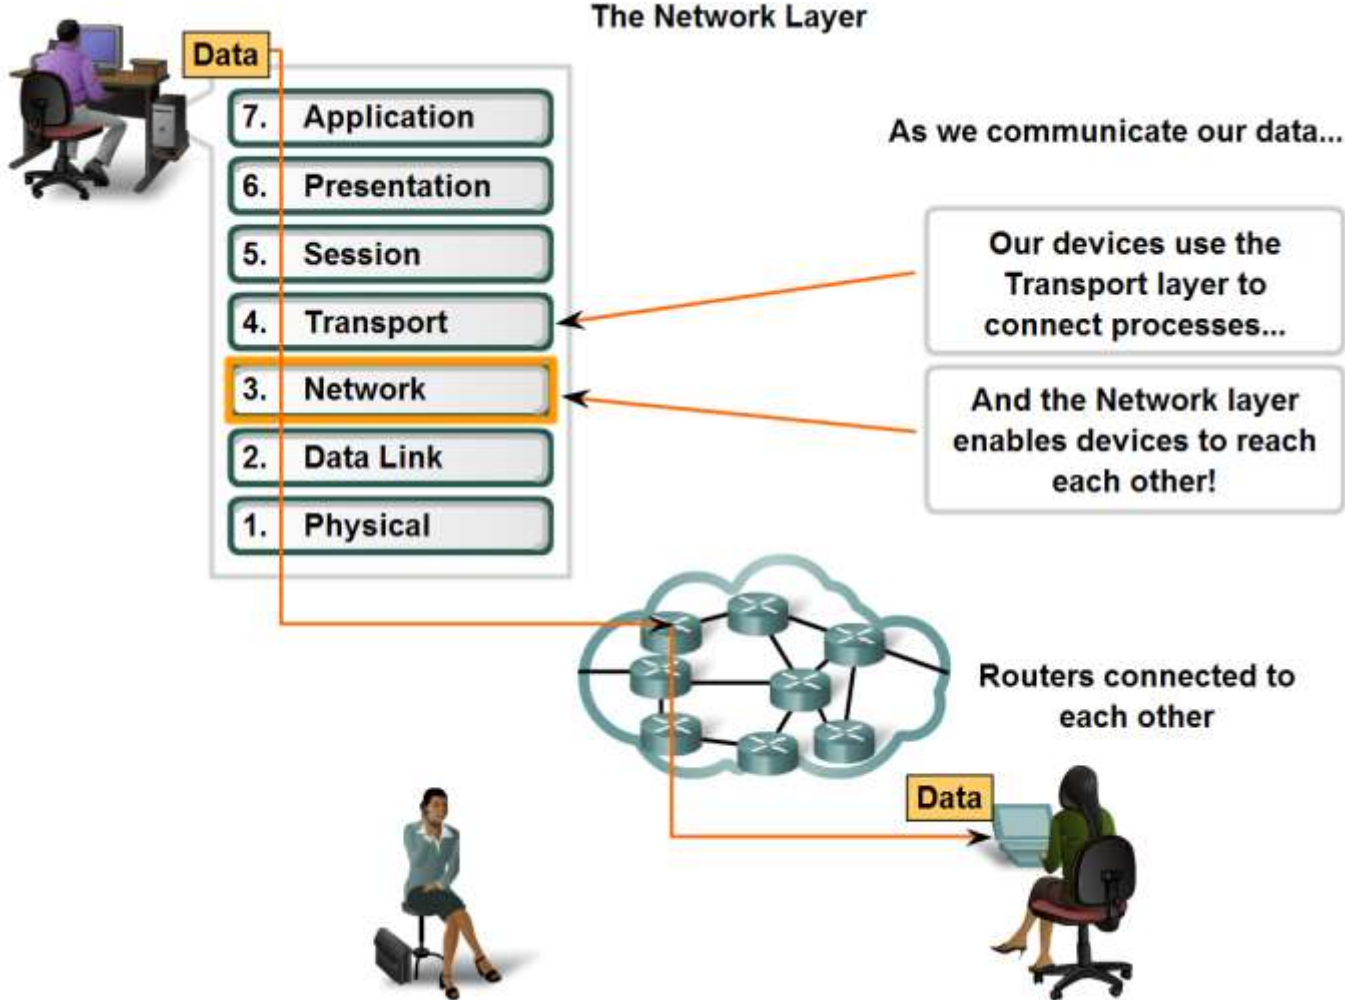 The Network Layer
Data
7. Application
6. Presentation
5. Session
4. Transport
3. Network
2. Data Link
1. Physical
As we communicate our data...
Our devices use the
Transport layer to
connect processes...
And the Network layer
enables devices to reach
each other!
Routers connected to
each other
Data